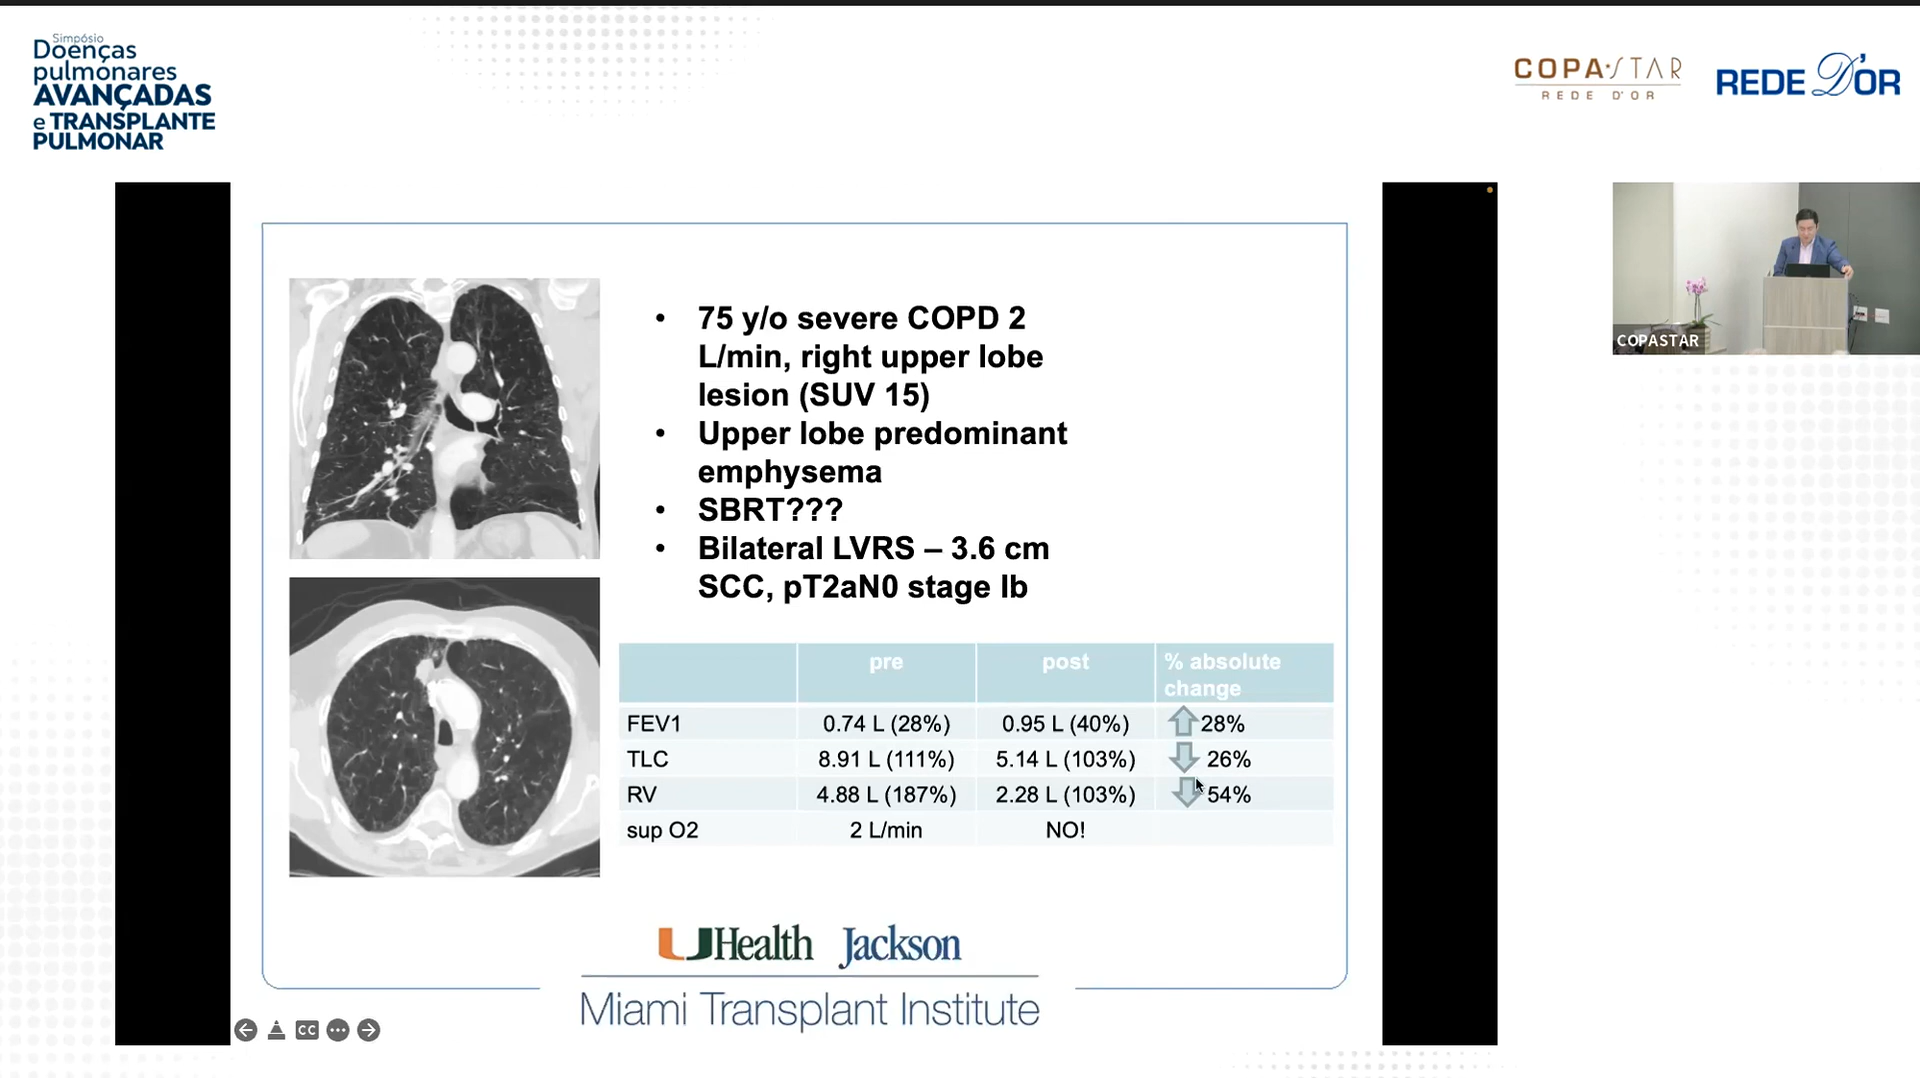 Simpósio
Doenças
pulmonares
AVANÇADAS
e TRANSPLANTE
PULMONAR
COPA STAR
REDE D'OR
REDE D'OR
COPASTAR
• 75 y/o severe COPD 2
L/min, right upper lobe
lesion (SUV 15)
• Upper lobe predominant
emphysema
• SBRT???
• Bilateral LVRS – 3.6 cm
SCC, pT2aN0 stage Ib
pre post % absolute
change
FEV1 0.74 L (28%) 0.95 L (40%) 28%
TLC 8.91 L (111%) 5.14 L (103%) 26%
RV 4.88 L (187%) 2.28 L (103%) 54%
sup O2 2 L/min NO!
UHealth Jackson
Miami Transplant Institute
CC